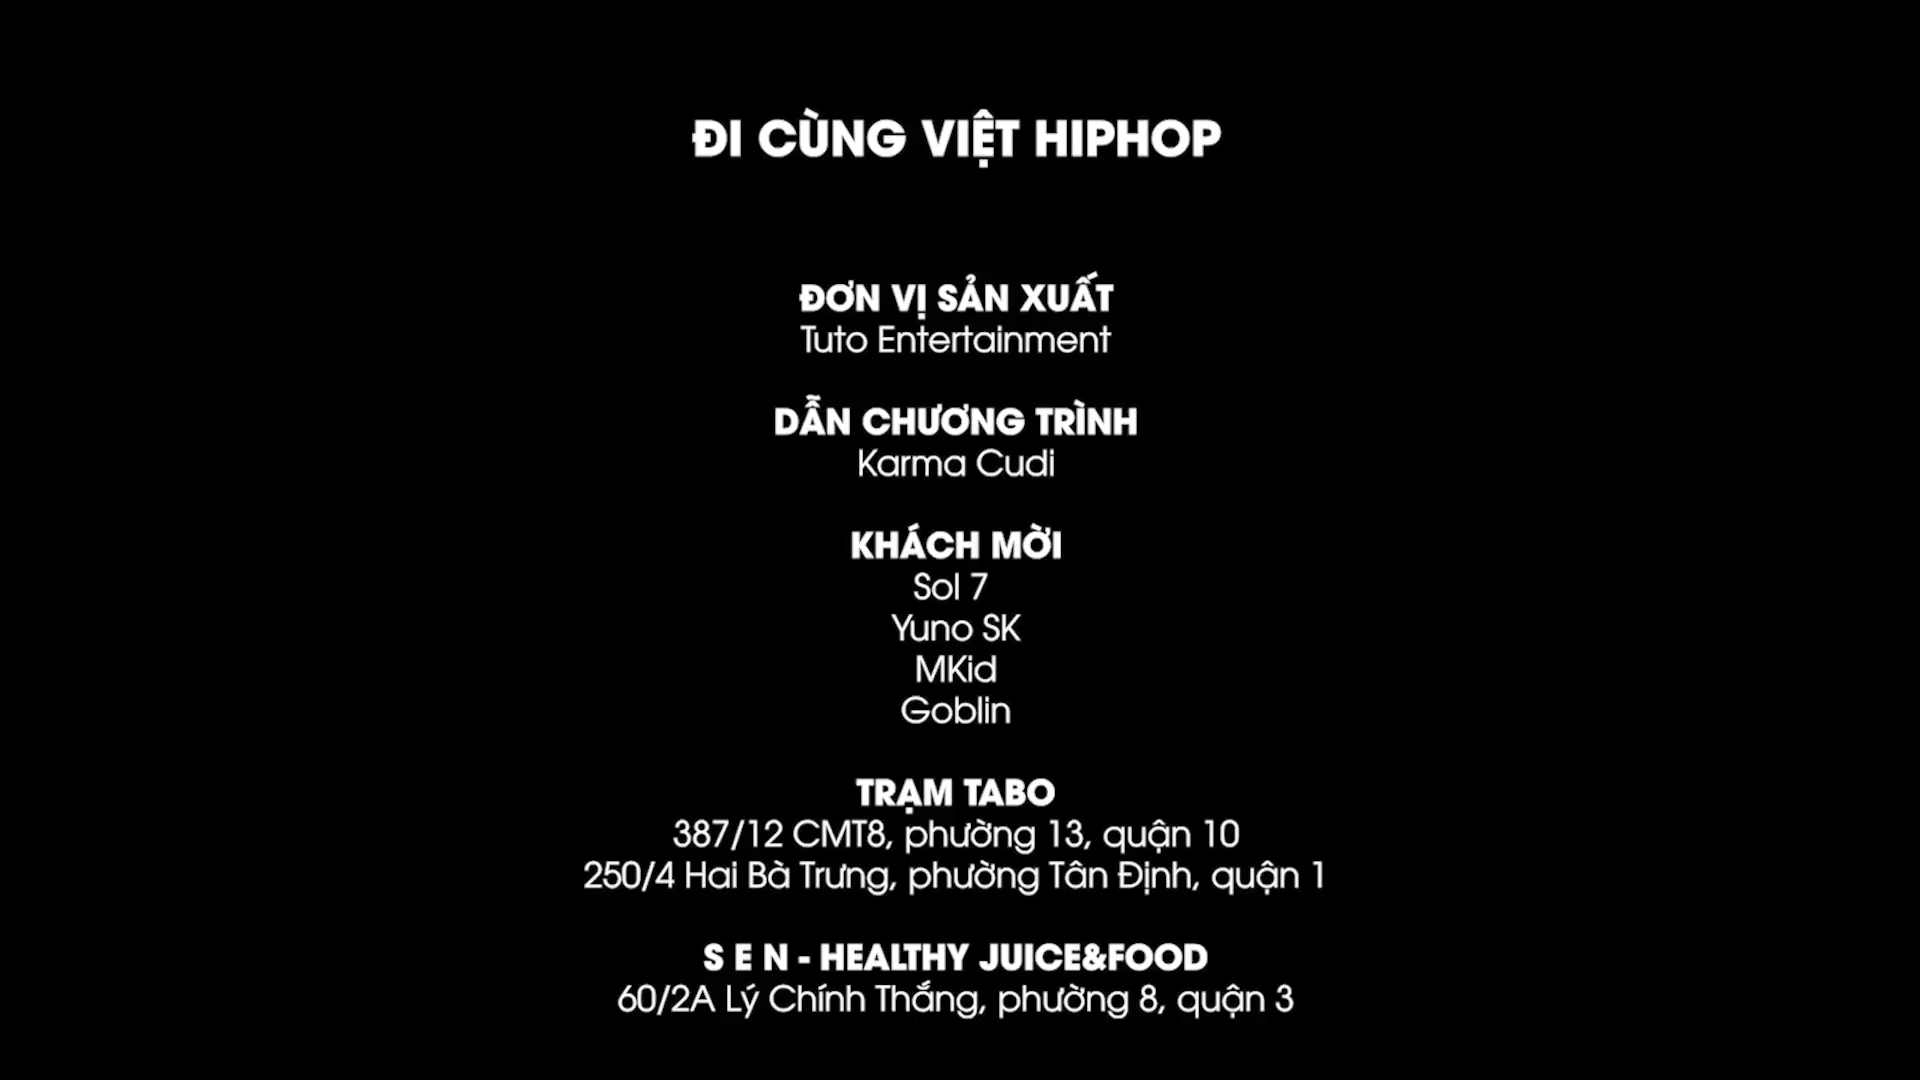 ĐI CÙNG VIỆT HIPHOP
ĐƠN VỊ SẢN XUẤT
Tuto Entertainment
DẪN CHƯƠNG TRÌNH
Karma Cudi
KHÁCH MỜI
Sol 7
Yuno SK
MKid
Goblin
TRẠM TABO
387/12 CMT8, phường 13, quận 10
250/4 Hai Bà Trưng, phường Tân Định, quận 1
S E N - HEALTHY JUICE&FOOD
60/2A Lý Chính Thắng, phường 8, quận 3